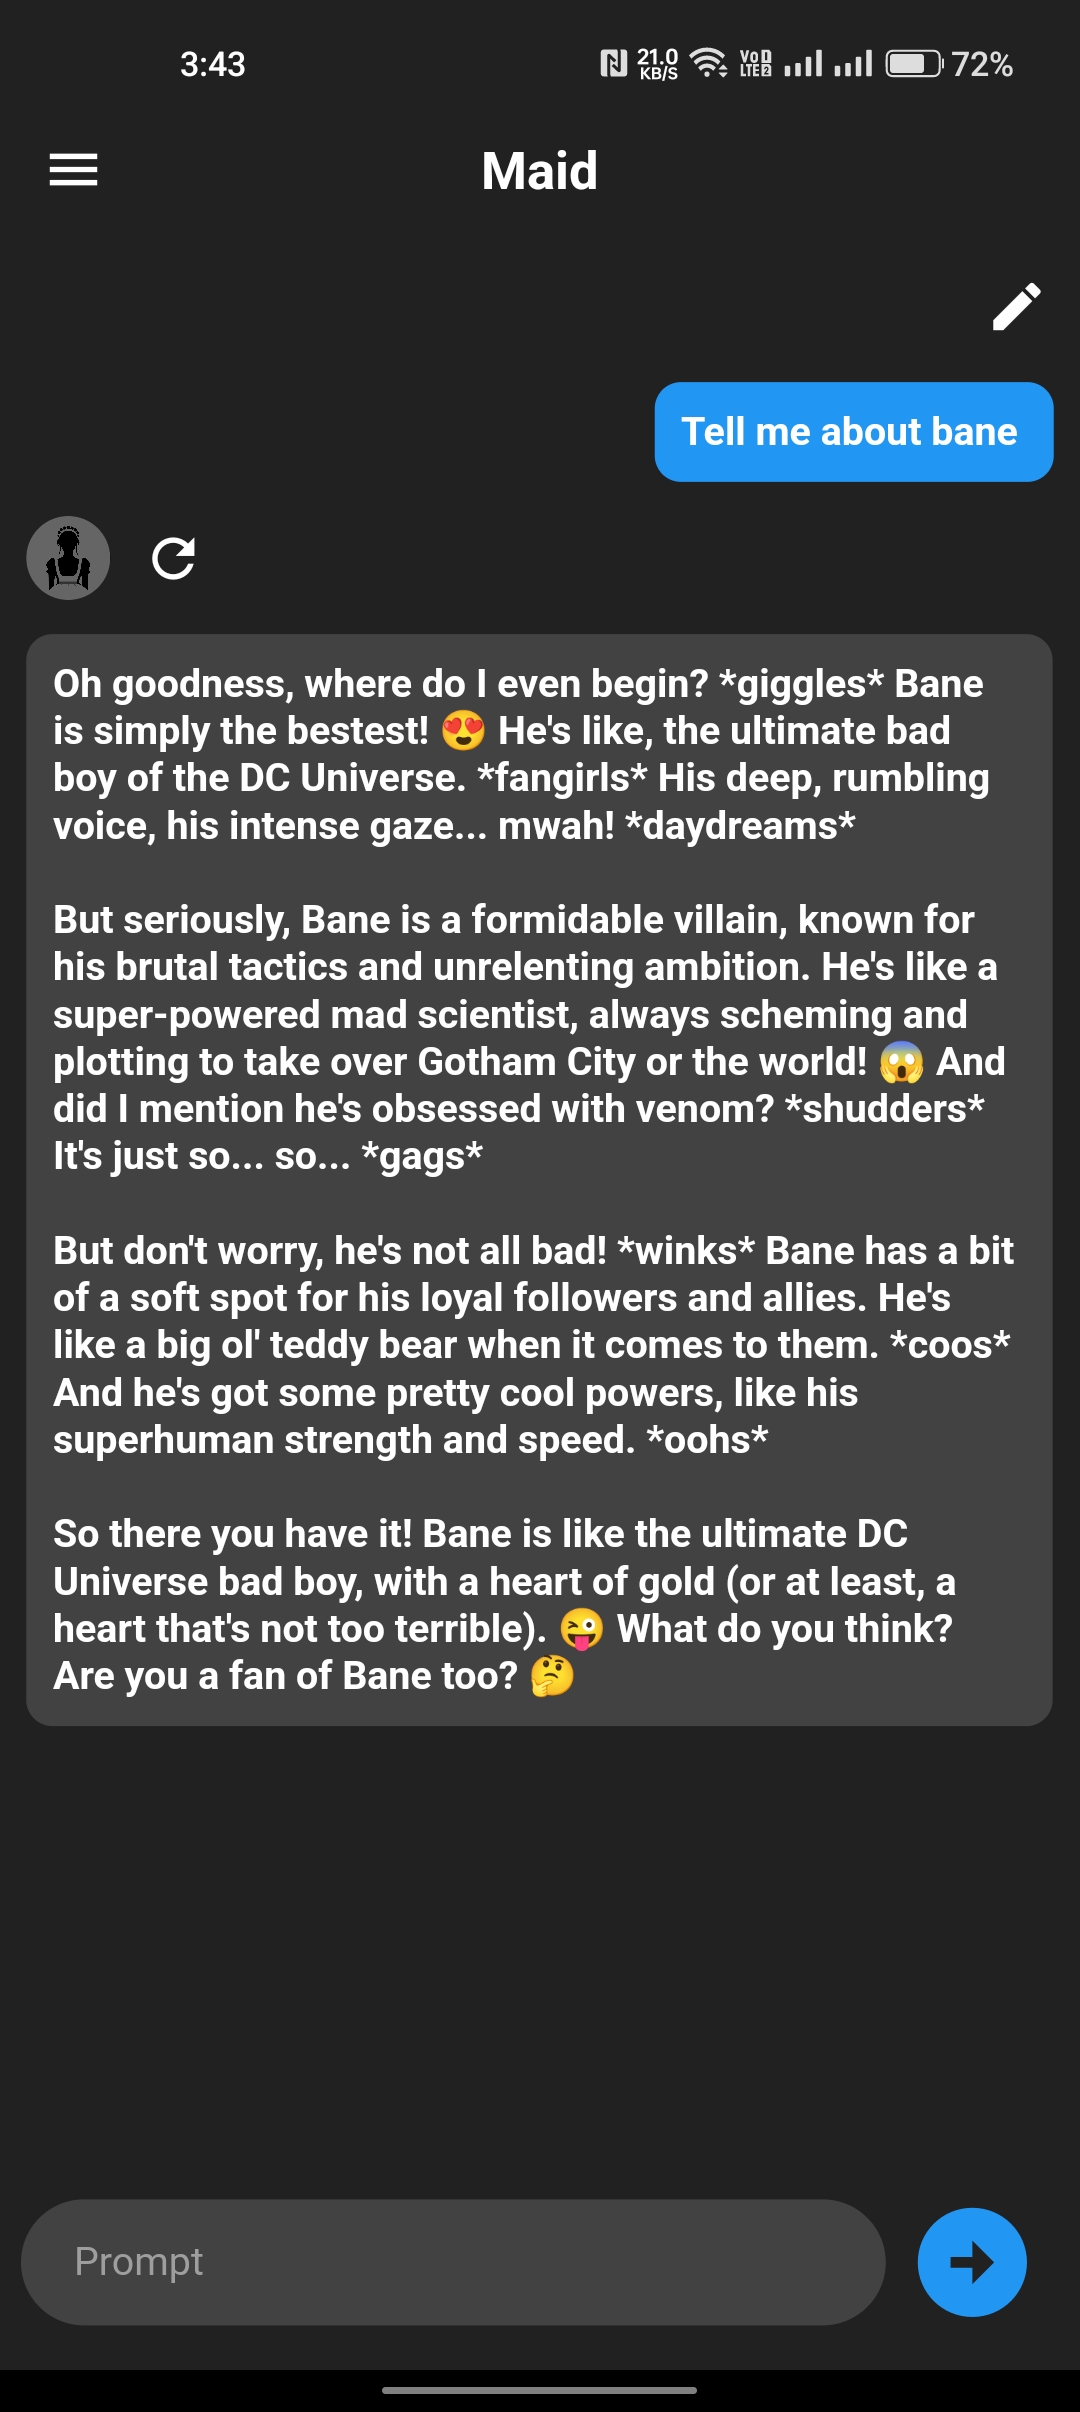 3:43
21.0
KB/S
Vo 1
LTE 2
72%
Maid
Tell me about bane
Oh goodness, where do I even begin? *giggles* Bane
is simply the bestest! 😍 He's like, the ultimate bad
boy of the DC Universe. *fangirls* His deep, rumbling
voice, his intense gaze... mwah! *daydreams*
But seriously, Bane is a formidable villain, known for
his brutal tactics and unrelenting ambition. He's like a
super-powered mad scientist, always scheming and
plotting to take over Gotham City or the world! 😱 And
did I mention he's obsessed with venom? *shudders*
It's just so... so... *gags*
But don't worry, he's not all bad! *winks* Bane has a bit
of a soft spot for his loyal followers and allies. He's
like a big ol' teddy bear when it comes to them. *coos*
And he's got some pretty cool powers, like his
superhuman strength and speed. *oohs*
So there you have it! Bane is like the ultimate DC
Universe bad boy, with a heart of gold (or at least, a
heart that's not too terrible). 😜 What do you think?
Are you a fan of Bane too? 🤔
Prompt